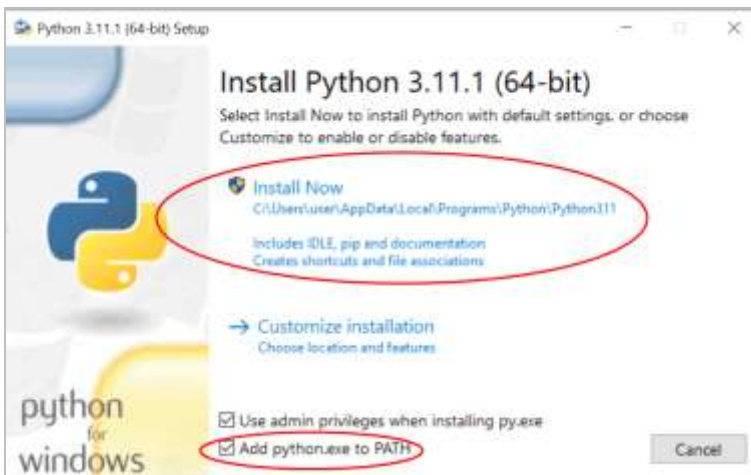 Python 3.11.1 (64-bit) Setup
Install Python 3.11.1 (64-bit)
Select Install Now to install Python with default settings, or choose
Customize to enable or disable features.
Install Now
C:\Users\user\AppData\Local\Programs\Python\Python311
Includes IDLE, pip and documentation
Creates shortcuts and file associations
→ Customize installation
Choose location and features
python
for
windows
Use admin privileges when installing py.exe
Add python.exe to PATH
Cancel